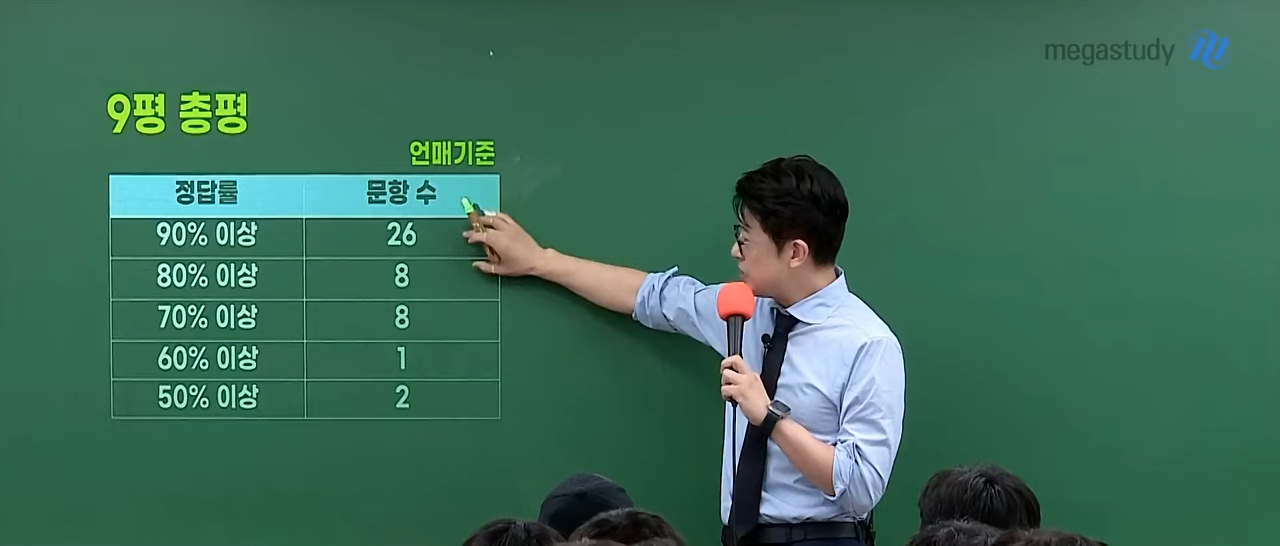 megastudy
9평 총평
언매기준
정답률 문항 수
90% 이상 26
80% 이상 8
70% 이상 8
60% 이상 1
50% 이상 2